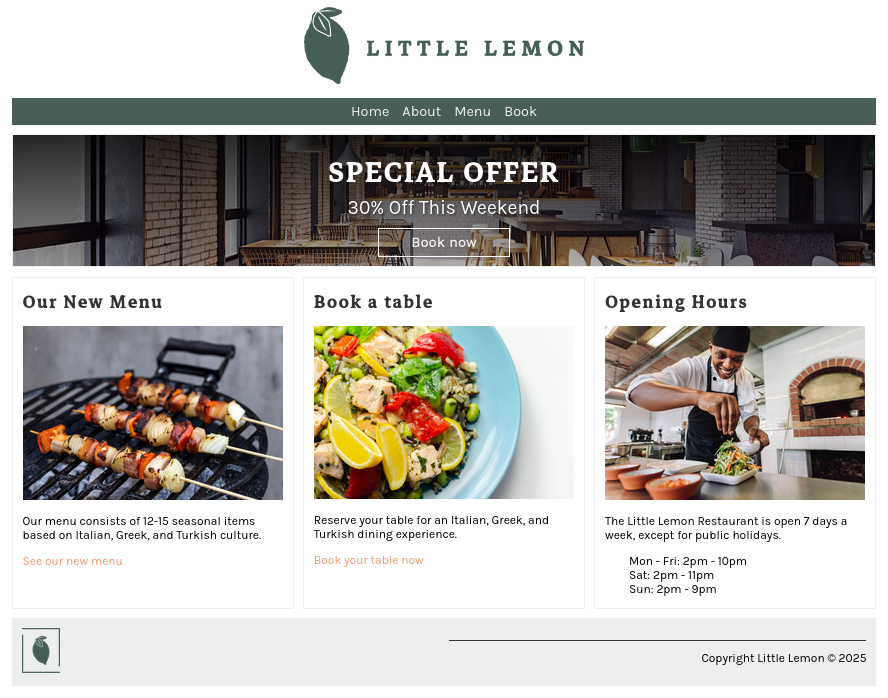 LITTLE LEMON
Home About Menu Book
SPECIAL OFFER
30% Off This Weekend
Book now
Our New Menu
Our menu consists of 12-15 seasonal items
based on Italian, Greek, and Turkish culture.
See our new menu
Book a table
Reserve your table for an Italian, Greek, and
Turkish dining experience.
Book your table now
Opening Hours
The Little Lemon Restaurant is open 7 days a
week, except for public holidays.
Mon - Fri: 2pm - 10pm
Sat: 2pm - 11pm
Sun: 2pm - 9pm
Copyright Little Lemon © 2025